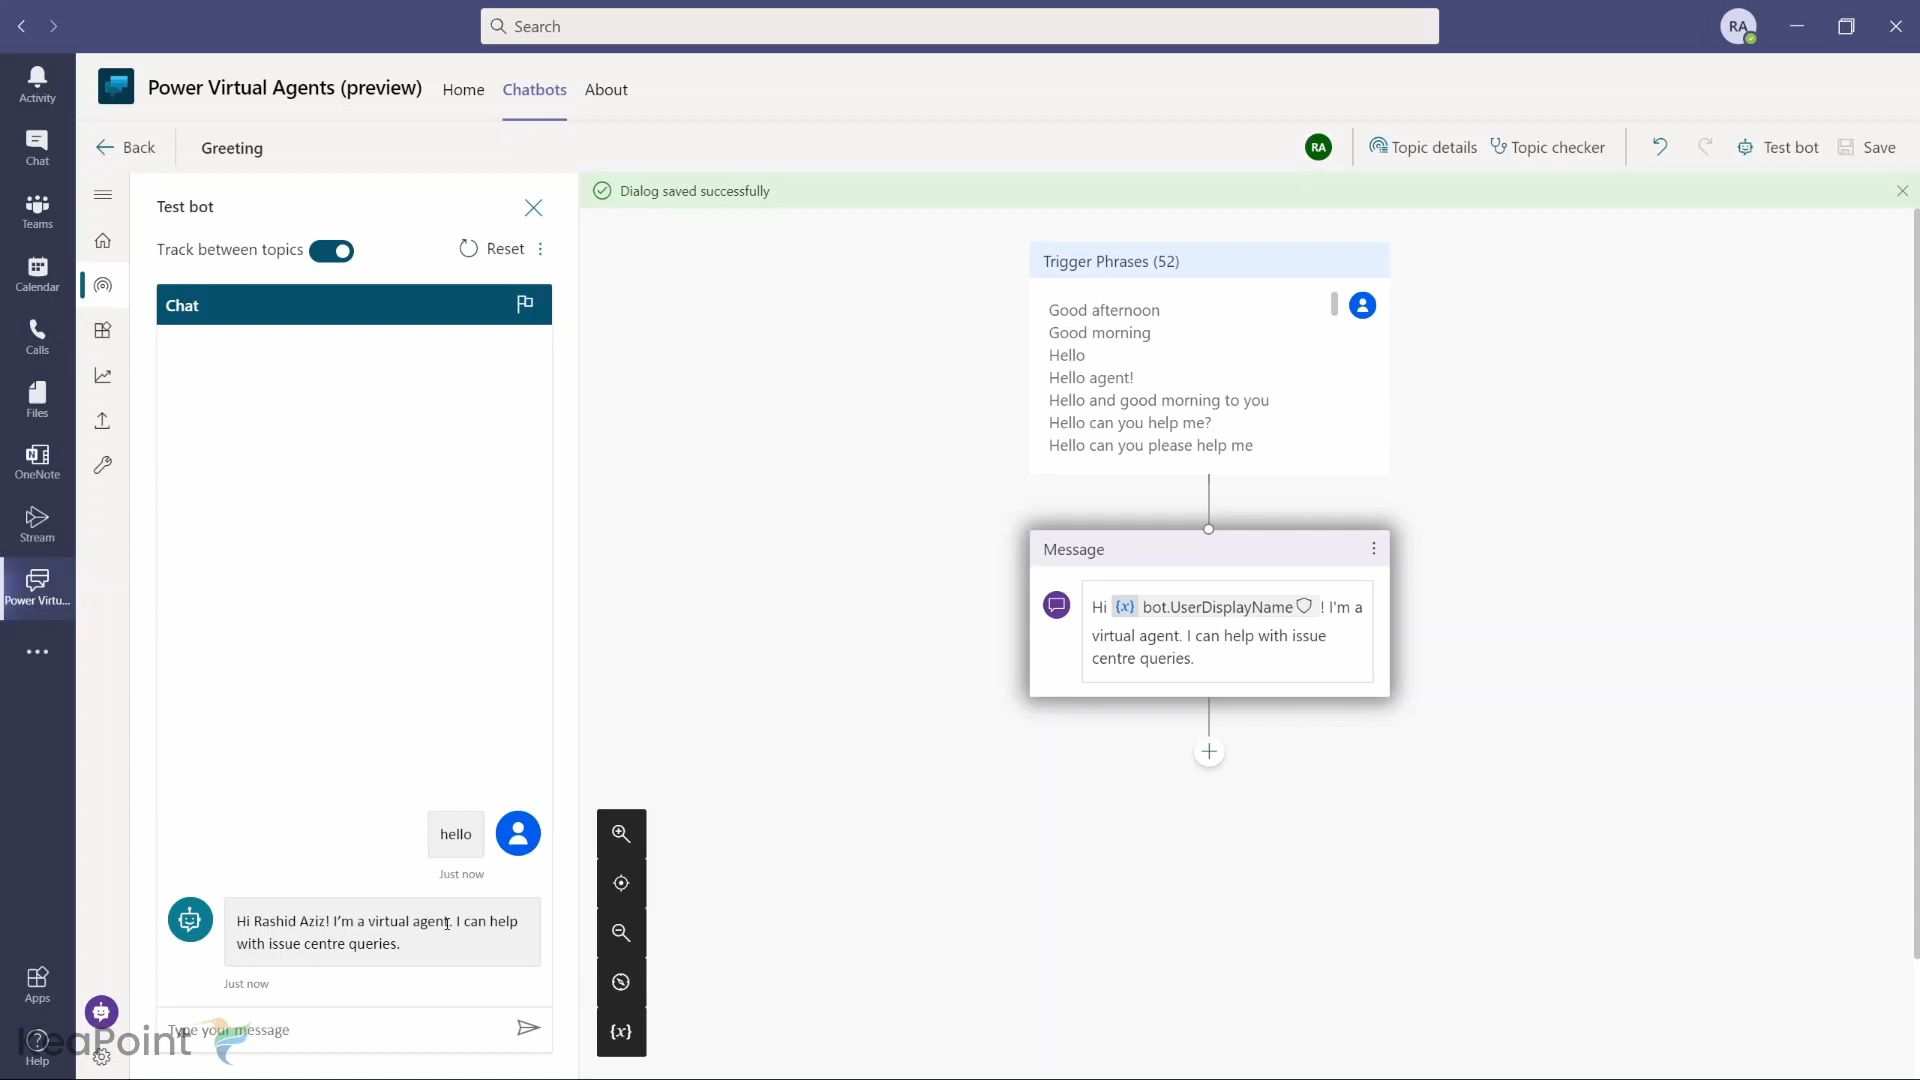 Search
RA
Activity
Chat
Teams
Calendar
Calls
Files
OneNote
Stream
Power Virtu...
Apps
Help
Power Virtual Agents (preview)
Home
Chatbots
About
Back
Greeting
RA
Topic details
Topic checker
Test bot
Save
Dialog saved successfully
Test bot
Track between topics
Reset
Chat
hello
Just now
Hi Rashid Aziz! I'm a virtual agent. I can help
with issue centre queries.
Just now
Type your message
Trigger Phrases (52)
Good afternoon
Good morning
Hello
Hello agent!
Hello and good morning to you
Hello can you help me?
Hello can you please help me
Message
Hi {x} bot.UserDisplayName ! I'm a
virtual agent. I can help with issue
centre queries.
{x}